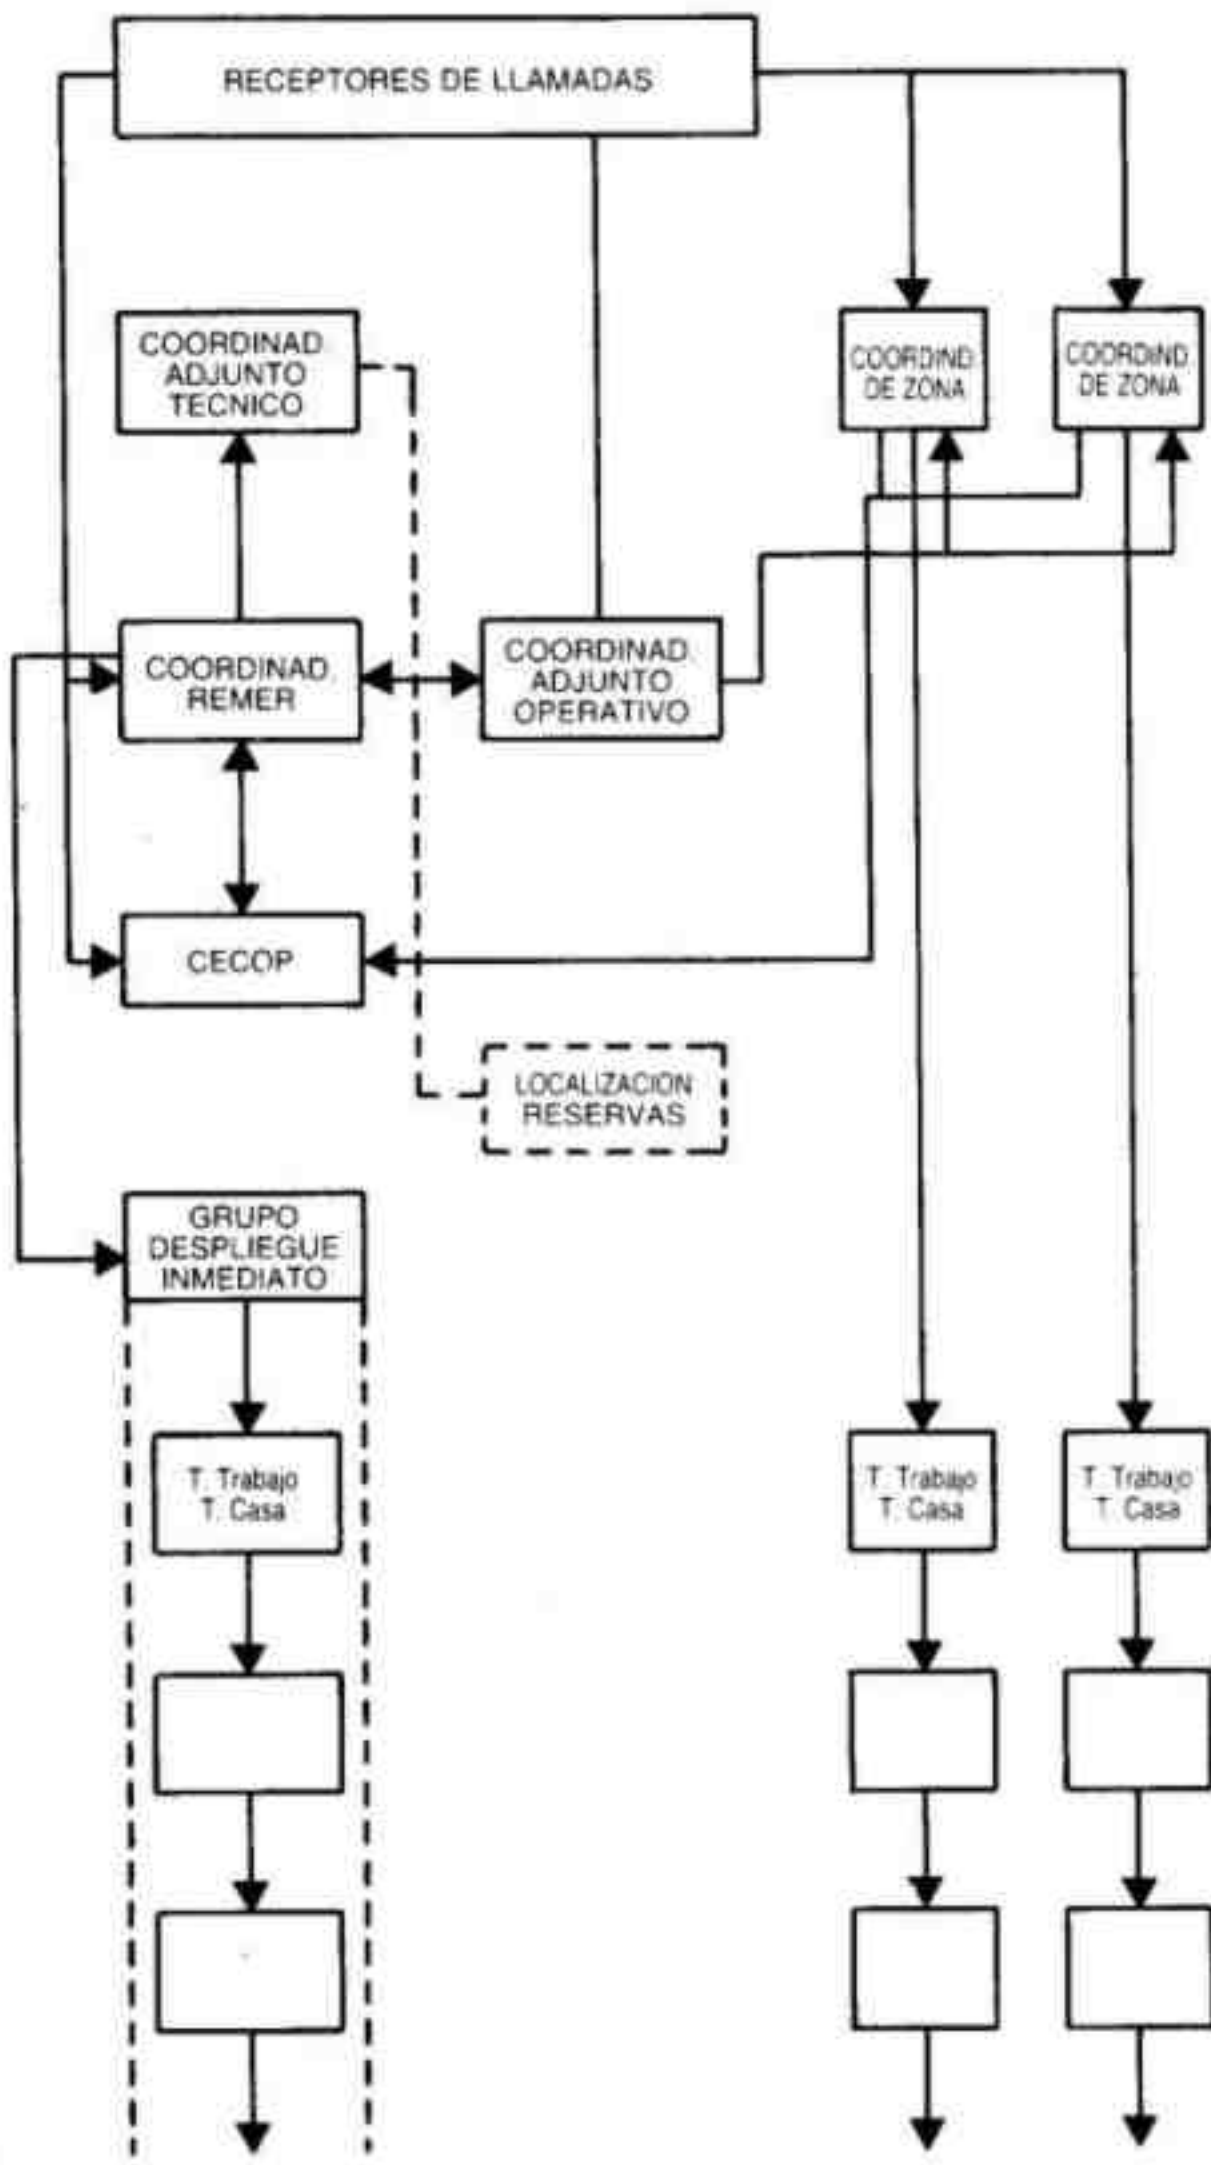 RECEPTORES DE LLAMADAS
COORDINAD.
ADJUNTO
TECNICO
COORDIND.
DE ZONA
COORDIND.
DE ZONA
COORDINAD.
REMER
COORDINAD.
ADJUNTO
OPERATIVO
CECOP
LOCALIZACION
RESERVAS
GRUPO
DESPLIEGUE
INMEDIATO
T. Trabajo
T. Casa
T. Trabajo
T. Casa
T. Trabajo
T. Casa